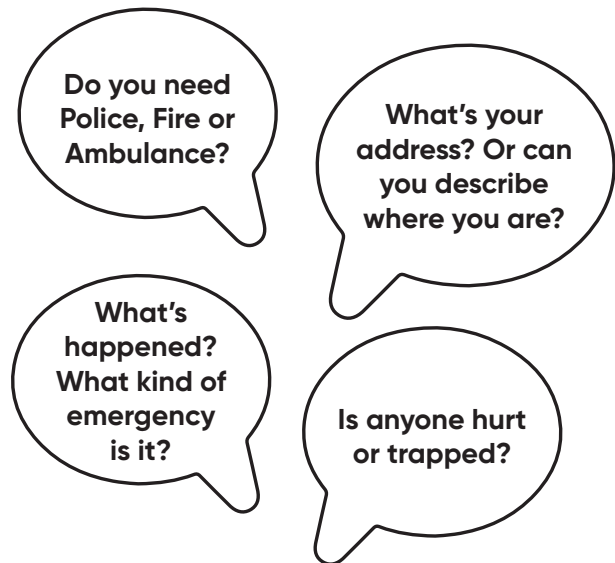 Do you need
Police, Fire or
Ambulance?
What’s your
address? Or can
you describe
where you are?
What’s
happened?
What kind of
emergency
is it?
Is anyone hurt
or trapped?